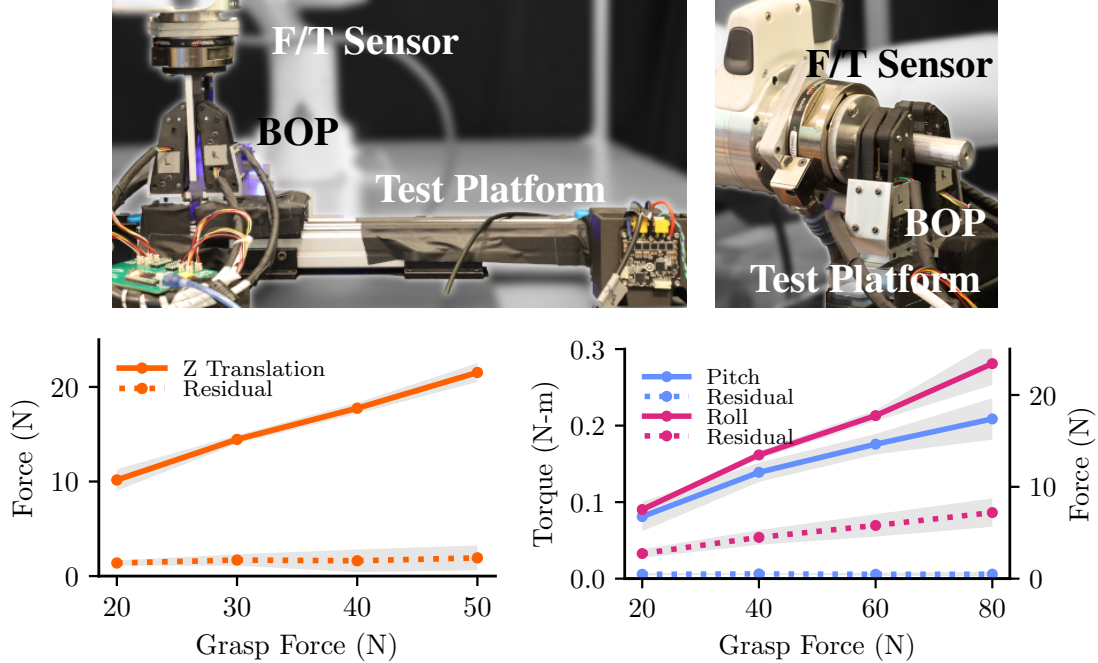 F/T Sensor
BOP
Test Platform
F/T Sensor
BOP
Test Platform
Z Translation
Residual
Force (N)
20
10
0
20
30
40
50
Grasp Force (N)
Pitch
Residual
Roll
Residual
Torque (N-m)
0.3
0.2
0.1
0.0
20
40
60
80
Grasp Force (N)
20
10
0
Force (N)